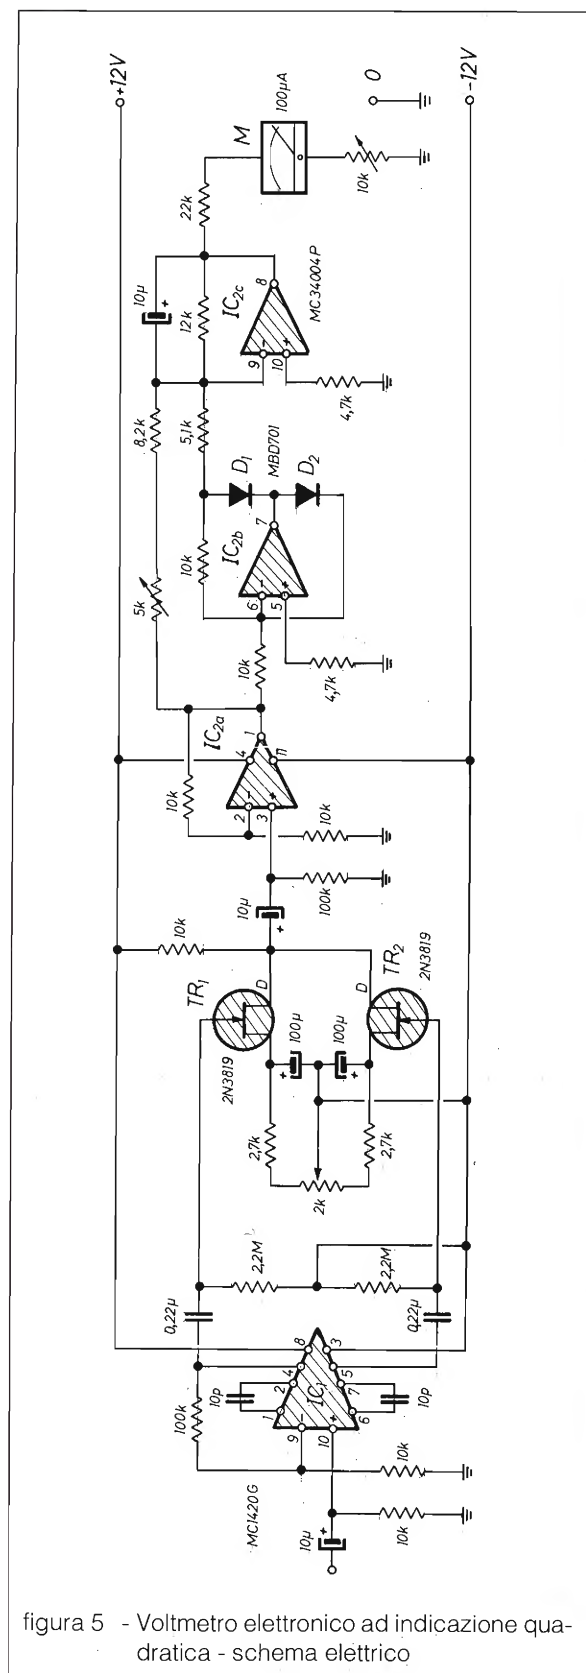 +12V
O
-12V
M
100µA
10k
22k
10µ
+
12k
IC2c
8
MC34004P
9
-
10
+
4,7k
8,2k
5,1k
D1
MBD701
D2
5k
10k
IC2b
7
6
-
5
+
10k
4,7k
IC2a
1
4
11
10k
2
-
3
+
10k
10µ
+
100k
10k
TR1
D
2N3819
TR2
D
2N3819
100µ
+
100µ
+
2,7k
2k
2,7k
2,2M
2,2M
0,22µ
0,22µ
8
3
4
5
2
7
1
6
IC1
10p
10p
9
-
10
+
100k
MC1420G
10k
10µ
+
10k
figura 5 - Voltmetro elettronico ad indicazione qua-
dratica - schema elettrico